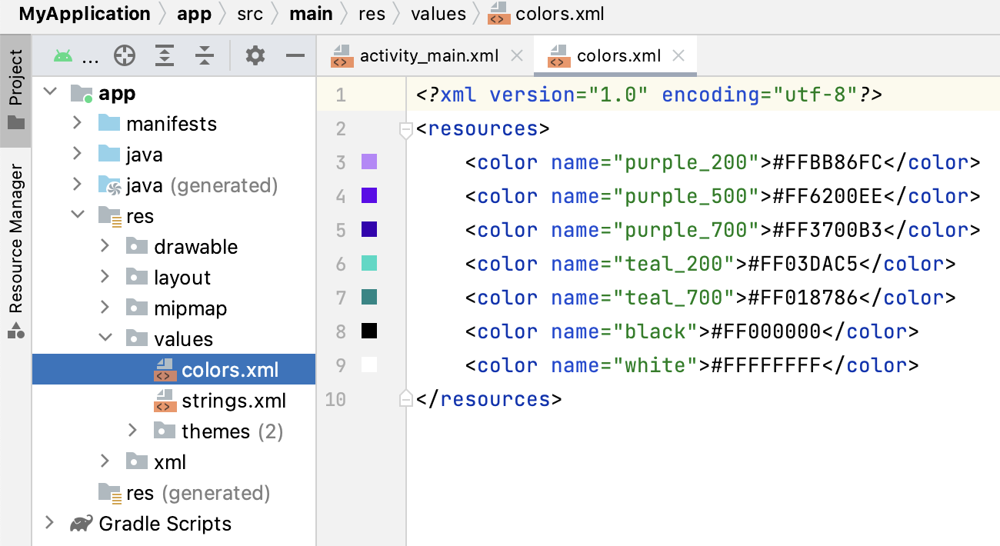 MyApplication app src main res values colors.xml
Project
Resource Manager
...
app
manifests
java
java (generated)
res
drawable
layout
mipmap
values
colors.xml
strings.xml
themes (2)
xml
res (generated)
Gradle Scripts
activity_main.xml colors.xml
1 <?xml version="1.0" encoding="utf-8"?>
2 <resources>
3 <color name="purple_200">#FFBB86FC</color>
4 <color name="purple_500">#FF6200EE</color>
5 <color name="purple_700">#FF3700B3</color>
6 <color name="teal_200">#FF03DAC5</color>
7 <color name="teal_700">#FF018786</color>
8 <color name="black">#FF000000</color>
9 <color name="white">#FFFFFFFF</color>
10 </resources>